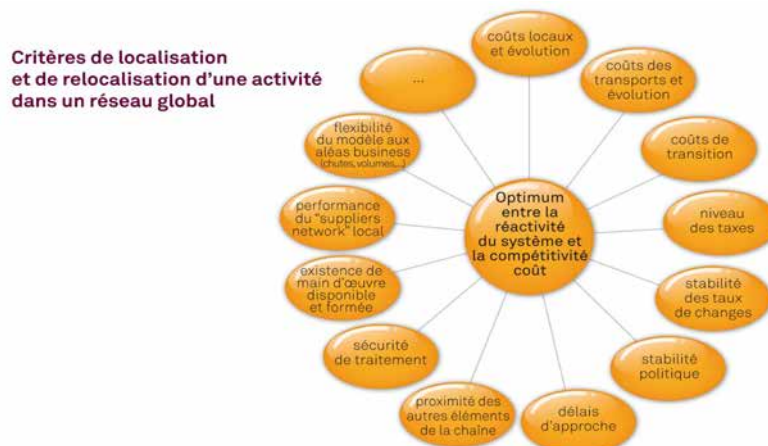 Critères de localisation
et de relocalisation d'une activité
dans un réseau global
coûts locaux
et évolution
coûts des
transports et
évolution
coûts de
transition
niveau
des taxes
stabilité
des taux
de changes
stabilité
politique
délais
d'approche
proximité des
autres éléments
de la chaîne
sécurité
de traitement
existence de
main d'œuvre
disponible
et formée
performance
du "suppliers
network" local
flexibilité
du modèle aux
aléas business
(chutes, volumes,...)
...
Optimum
entre la
réactivité
du système et
la compétitivité
coût